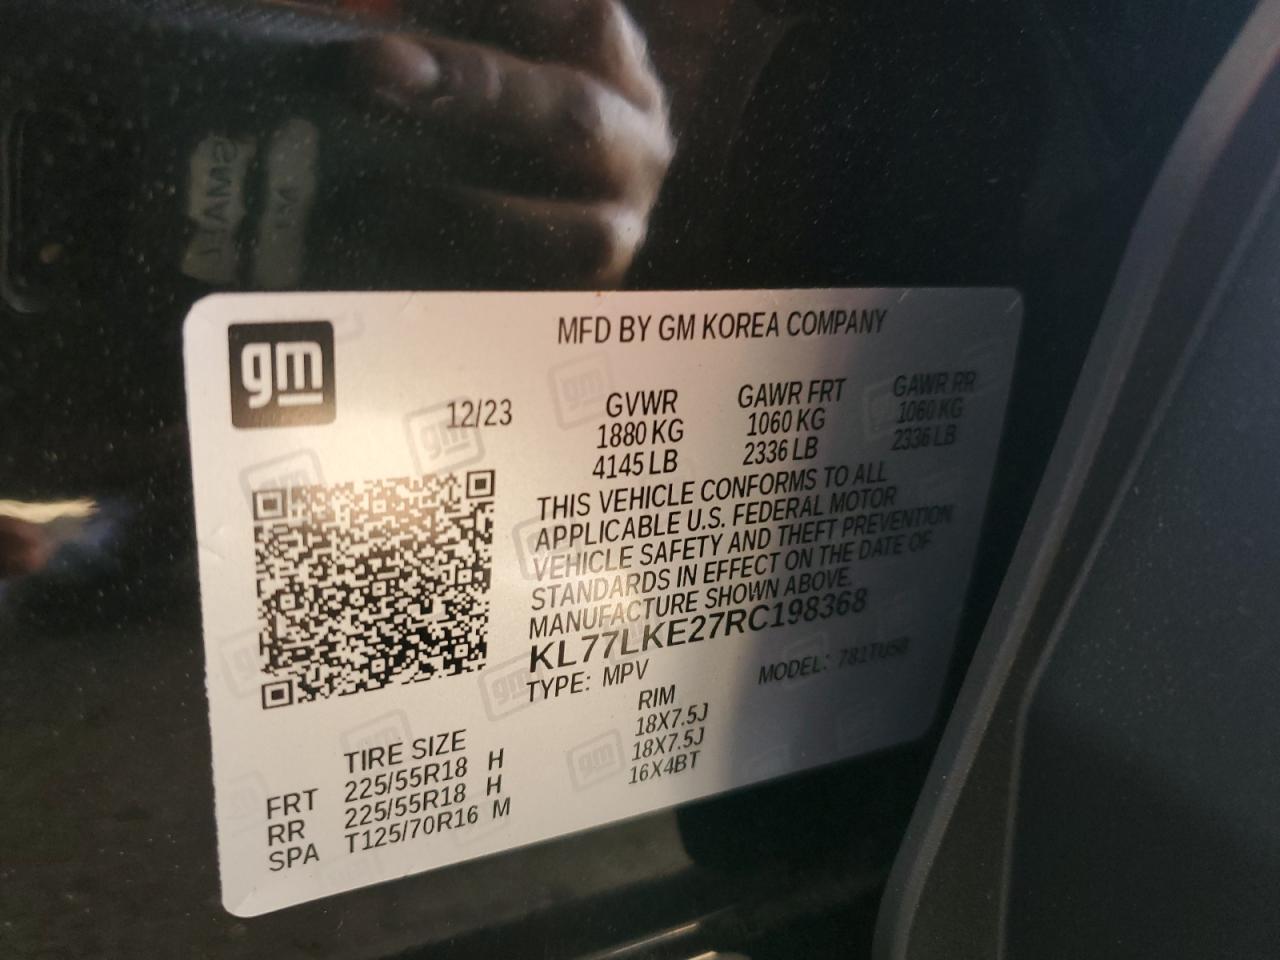 gm
MFD BY GM KOREA COMPANY
12/23
GVWR GAWR FRT GAWR RR
1880 KG 1060 KG 1060 KG
4145 LB 2336 LB 2336 LB
THIS VEHICLE CONFORMS TO ALL
APPLICABLE U.S. FEDERAL MOTOR
VEHICLE SAFETY AND THEFT PREVENTION
STANDARDS IN EFFECT ON THE DATE OF
MANUFACTURE SHOWN ABOVE.
KL77LKE27RC198368
TYPE: MPV MODEL:
TIRE SIZE RIM
FRT 225/55R18 H 18X7.5J
RR 225/55R18 H 18X7.5J
SPA T125/70R16 M 16X4BT